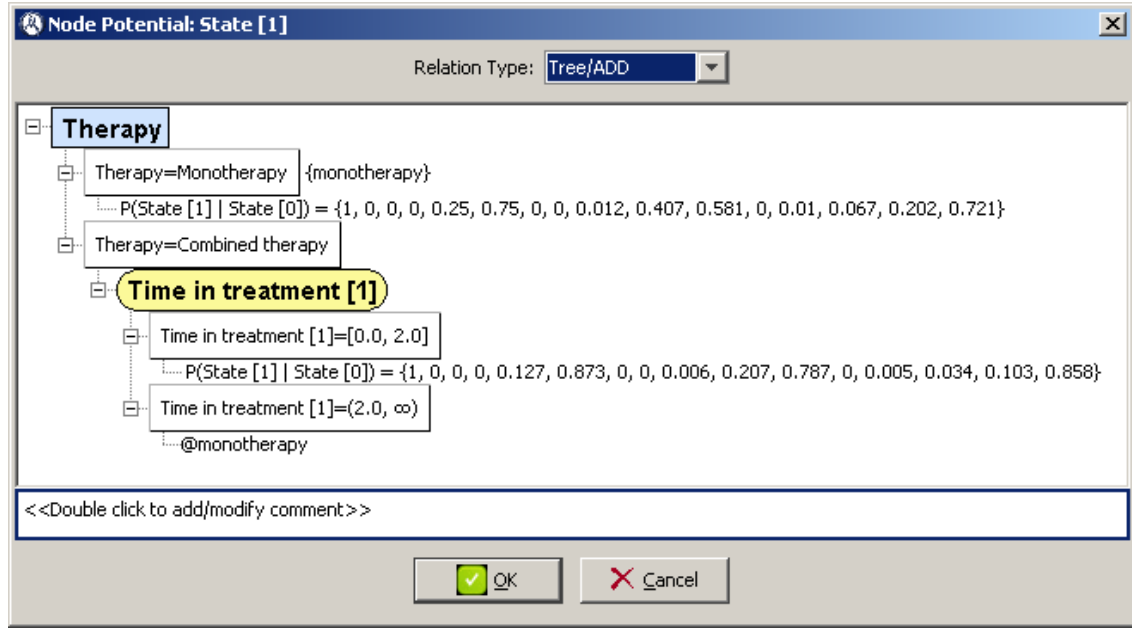 Node Potential: State [1]
Relation Type: Tree/ADD
Therapy
Therapy=Monotherapy {monotherapy}
P(State [1] | State [0]) = {1, 0, 0, 0, 0.25, 0.75, 0, 0, 0.012, 0.407, 0.581, 0, 0.01, 0.067, 0.202, 0.721}
Therapy=Combined therapy
Time in treatment [1]
Time in treatment [1]=[0.0, 2.0]
P(State [1] | State [0]) = {1, 0, 0, 0, 0.127, 0.873, 0, 0, 0.006, 0.207, 0.787, 0, 0.005, 0.034, 0.103, 0.858}
Time in treatment [1]=(2.0, ∞)
@monotherapy
<<Double click to add/modify comment>>
OK Cancel